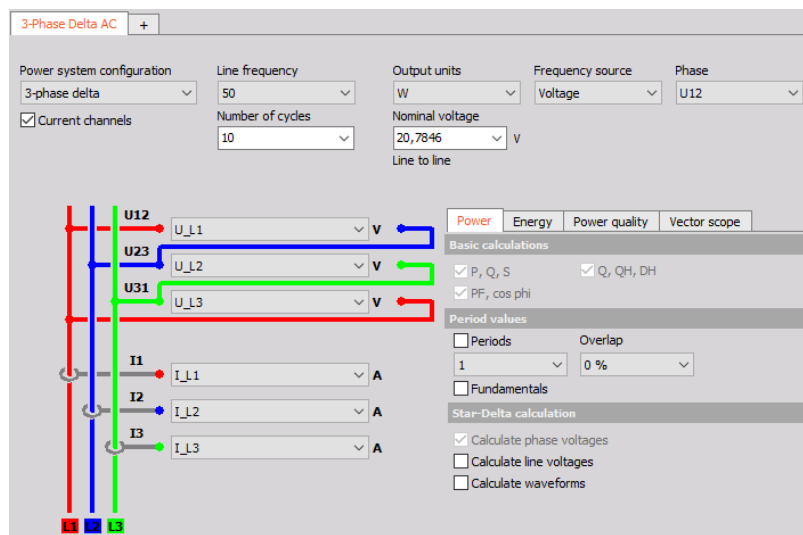 3-Phase Delta AC +
Power system configuration Line frequency Output units Frequency source Phase
3-phase delta 50 W Voltage U12
Current channels Number of cycles Nominal voltage
10 20,7846 V
Line to line
U12
U_L1 V
U23
U_L2 V
U31
U_L3 V
I1
I_L1 A
I2
I_L2 A
I3
I_L3 A
L1 L2 L3
Power Energy Power quality Vector scope
Basic calculations
P, Q, S Q, QH, DH
PF, cos phi
Period values
Periods Overlap
1 0 %
Fundamentals
Star-Delta calculation
Calculate phase voltages
Calculate line voltages
Calculate waveforms